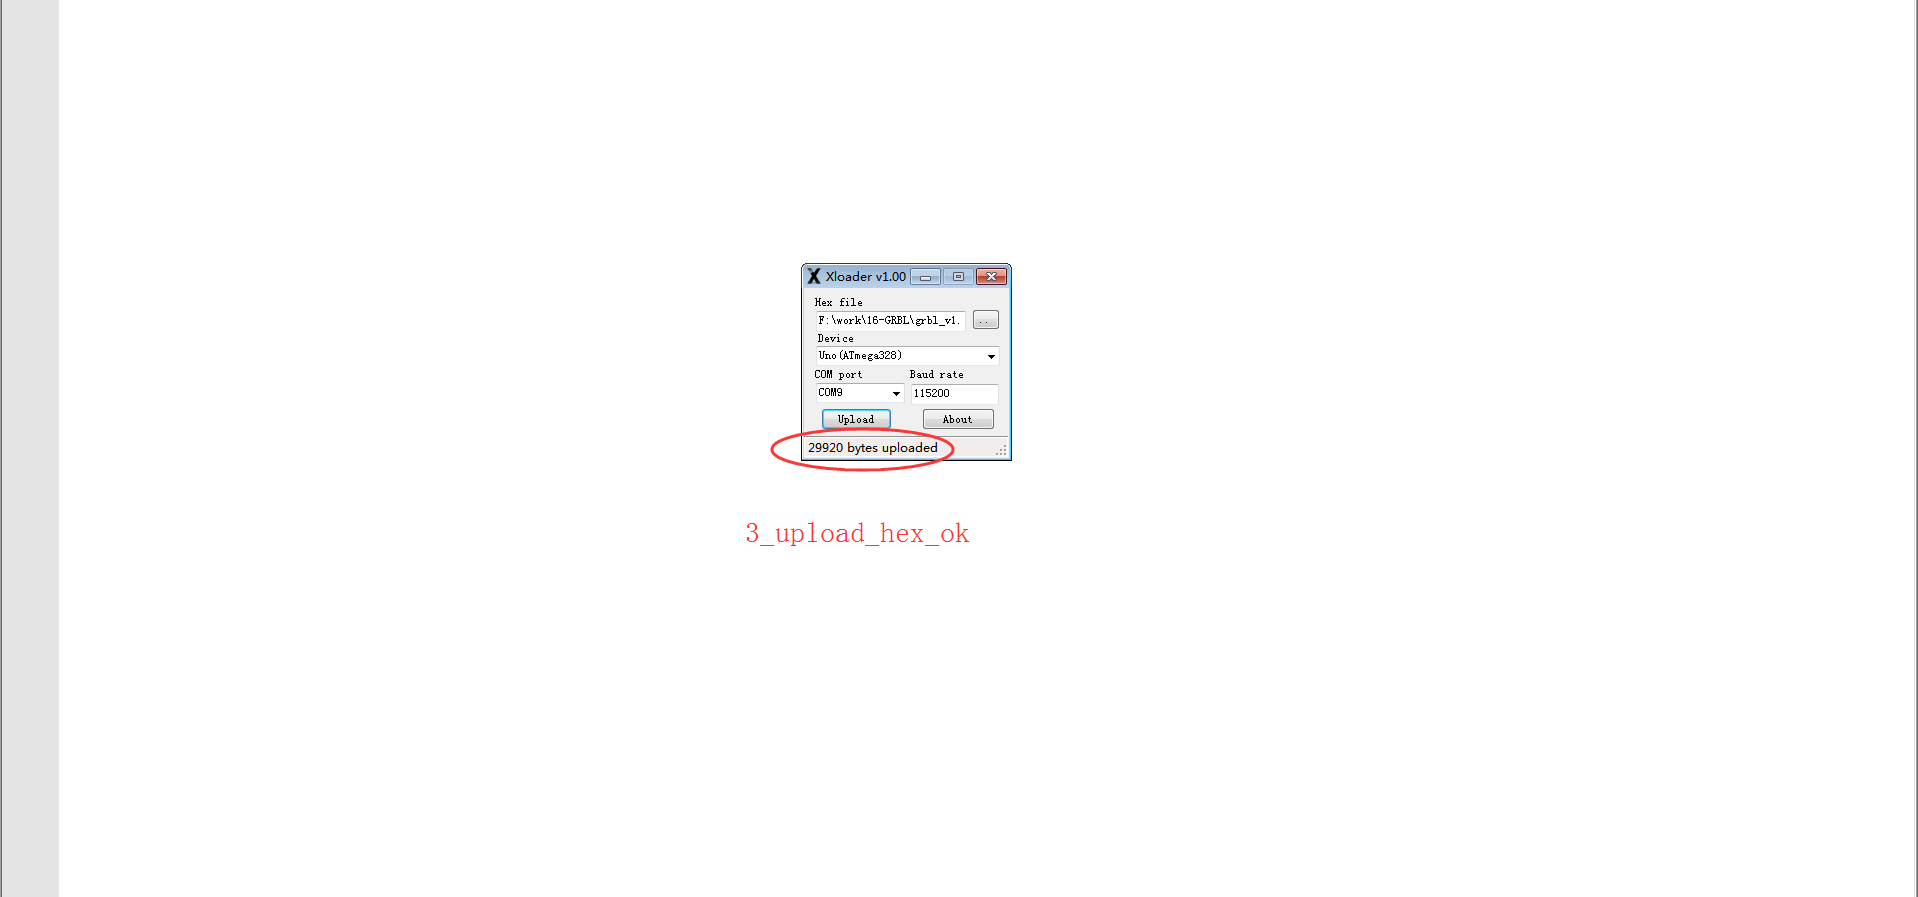 Xloader v1.00
Hex file
F:\work\16-GRBL\grbl_v1.
..
Device
Uno(ATmega328)
COM port
Baud rate
COM9
115200
Upload
About
29920 bytes uploaded
3_upload_hex_ok